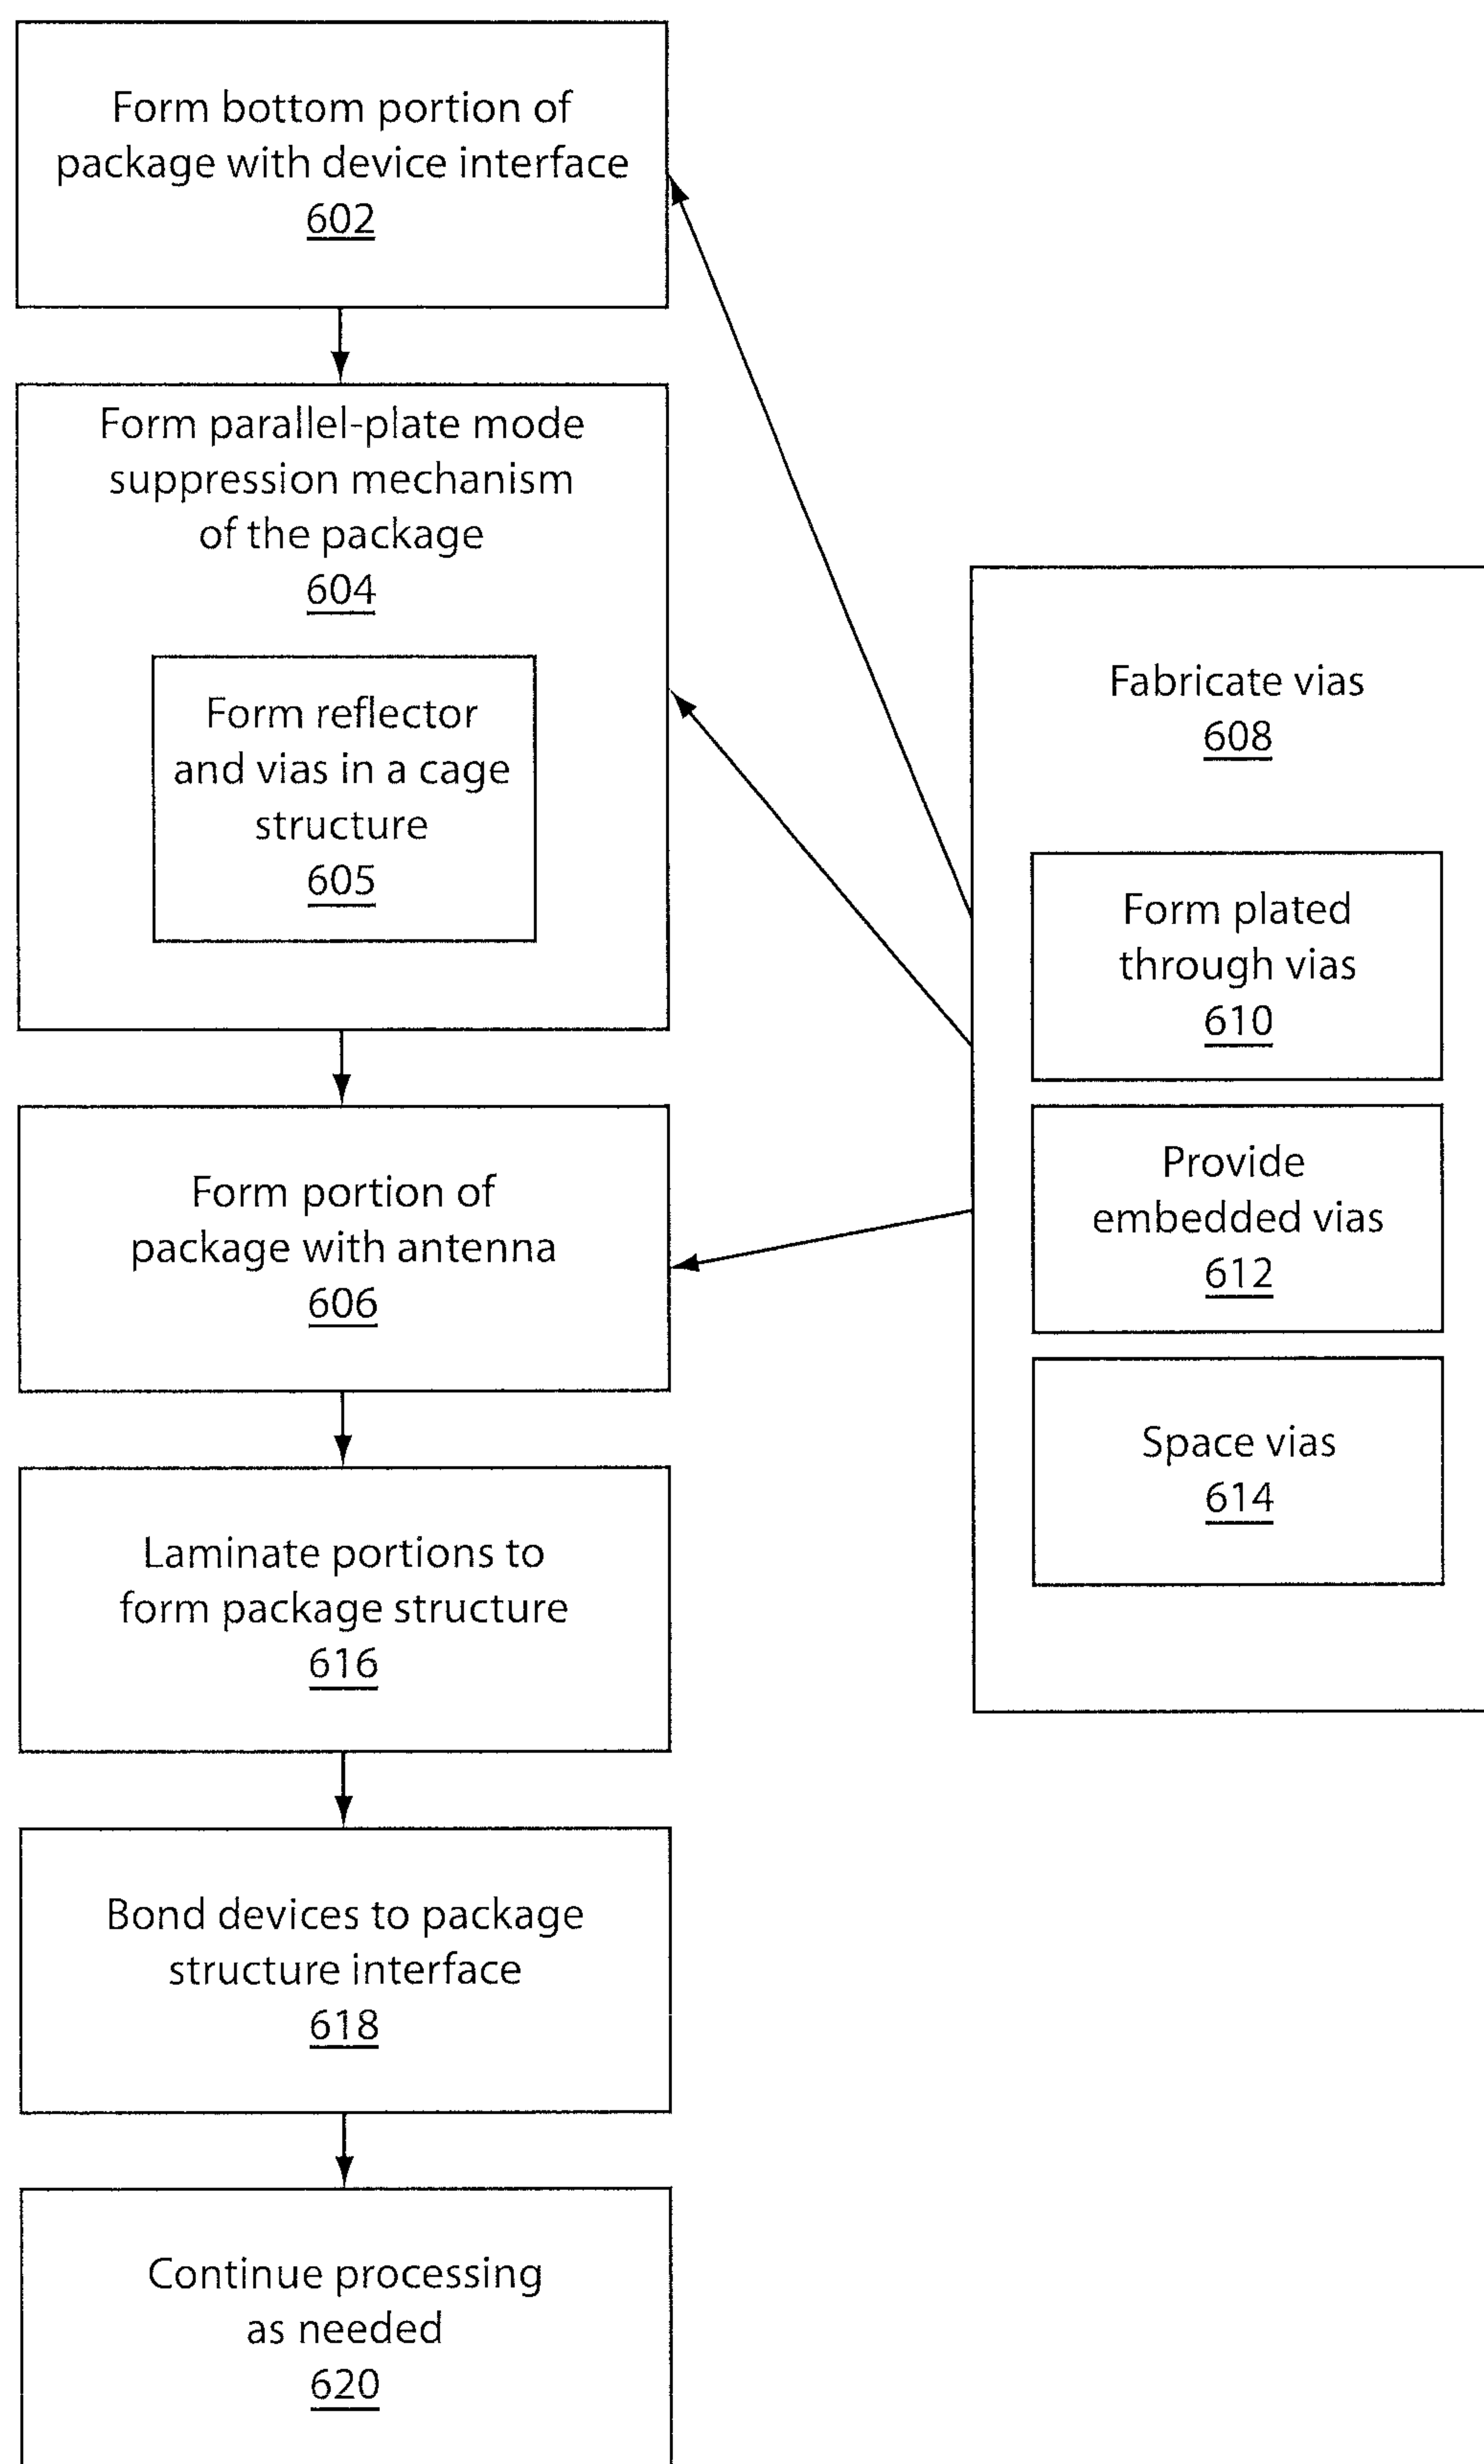 Form bottom portion of
package with device interface
602
Form parallel-plate mode
suppression mechanism
of the package
604
Form reflector
and vias in a cage
structure
605
Form portion of
package with antenna
606
Laminate portions to
form package structure
616
Bond devices to package
structure interface
618
Continue processing
as needed
620
Fabricate vias
608
Form plated
through vias
610
Provide
embedded vias
612
Space vias
614